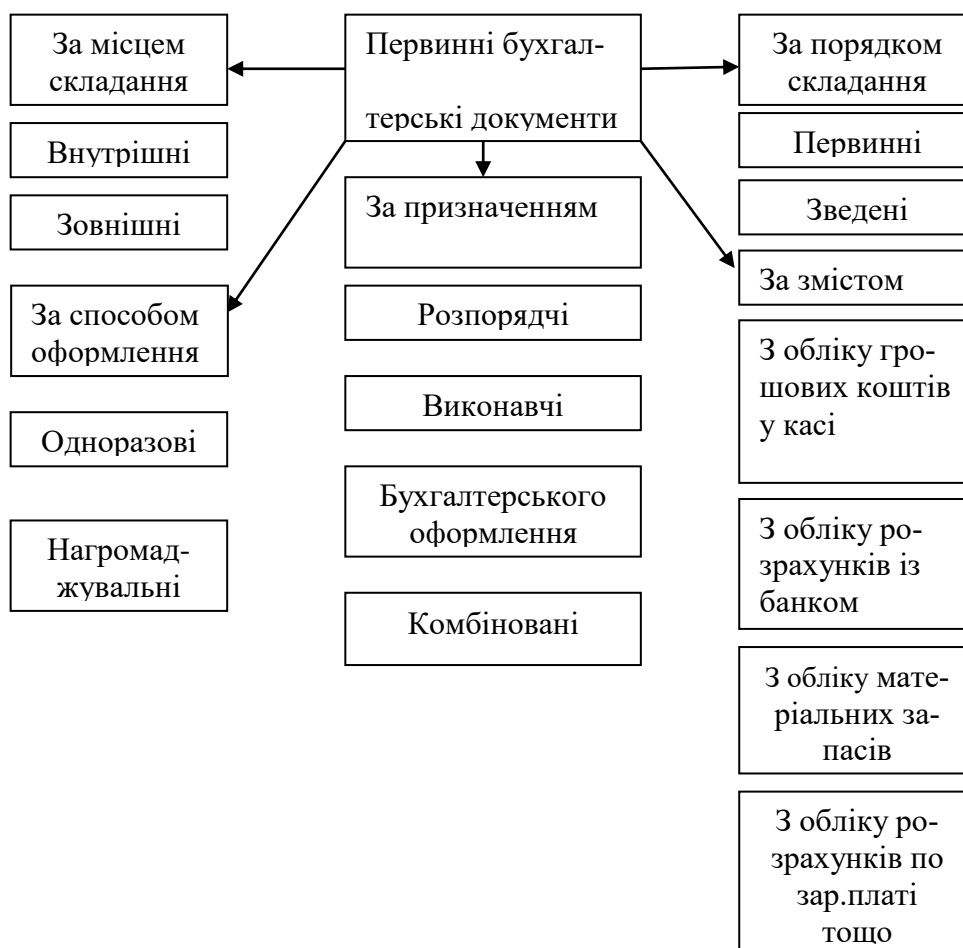 За місцем
складання
Внутрішні
Зовнішні
За способом
оформлення
Одноразові
Нагромад-
жувальні
Первинні бухгал-
терські документи
За призначенням
Розпорядчі
Виконавчі
Бухгалтерського
оформлення
Комбіновані
За порядком
складання
Первинні
Зведені
За змістом
З обліку гро-
шових коштів
у касі
З обліку ро-
зрахунків із
банком
З обліку мате-
ріальних за-
пасів
З обліку ро-
зрахунків по
зар.платі
тощо